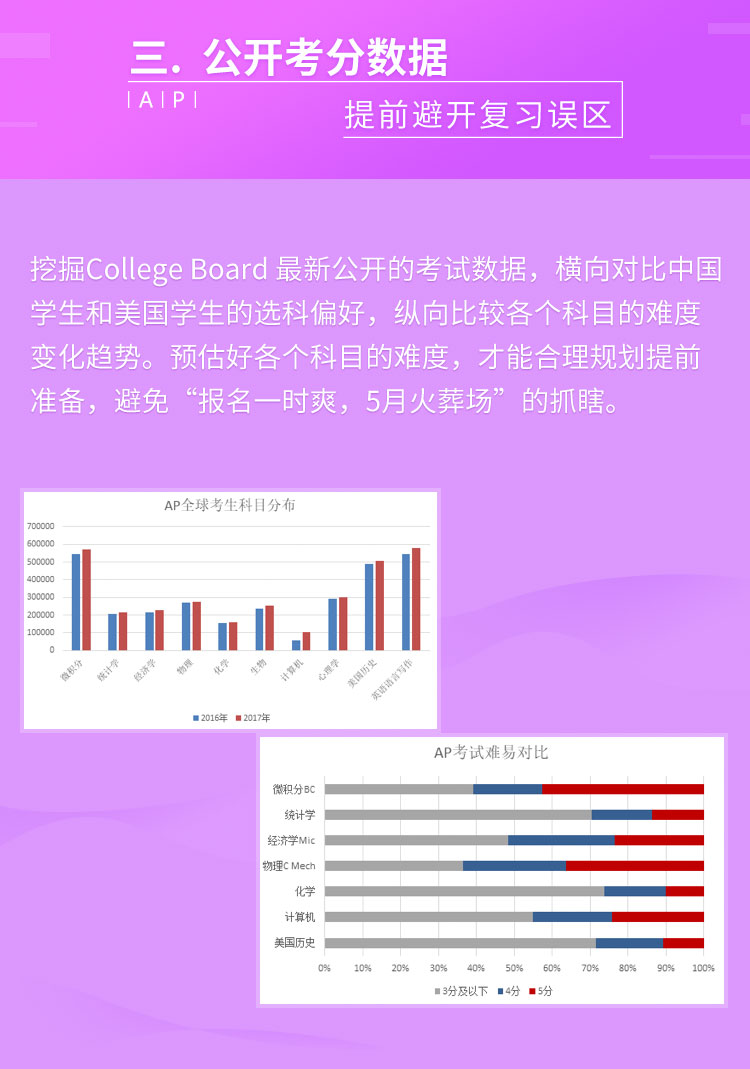 三. 公开考分数据
|A|P|
提前避开复习误区
挖掘College Board 最新公开的考试数据，横向对比中国
学生和美国学生的选科偏好，纵向比较各个科目的难度
变化趋势。预估好各个科目的难度，才能合理规划提前
准备，避免“报名一时爽，5月火葬场”的抓瞎。
AP全球考生科目分布
700000
600000
500000
400000
300000
200000
100000
0
微积分 统计学 经济学 物理 化学 生物 计算机 心理学 美国历史 英语语言写作
2016年 2017年
AP考试难易对比
微积分BC
统计学
经济学Mic
物理C Mech
化学
计算机
美国历史
0% 10% 20% 30% 40% 50% 60% 70% 80% 90% 100%
3分及以下 4分 5分